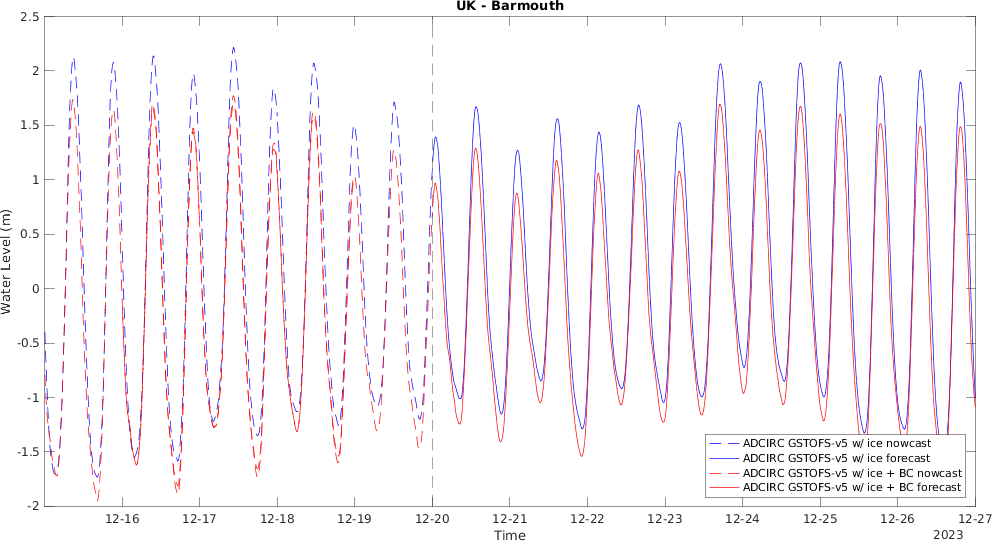 UK - Barmouth
2.5
2
1.5
1
0.5
0
-0.5
-1
-1.5
-2
Water Level (m)
ADCIRC GSTOFS-v5 w/ ice nowcast
ADCIRC GSTOFS-v5 w/ ice forecast
ADCIRC GSTOFS-v5 w/ ice + BC nowcast
ADCIRC GSTOFS-v5 w/ ice + BC forecast
12-16 12-17 12-18 12-19 12-20 12-21 12-22 12-23 12-24 12-25 12-26 12-27
Time
2023